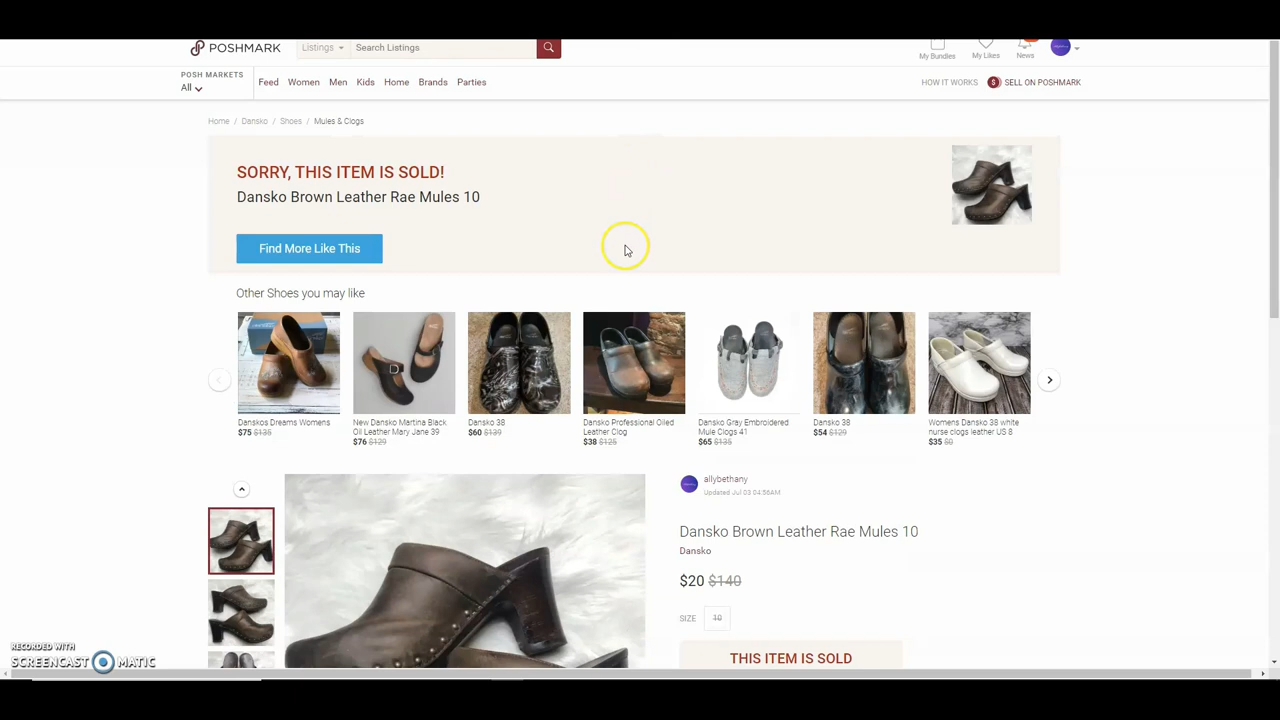 POSHMARK
Listings
Search Listings
My Bundies
My Likes
News
POSH MARKETS
All
Feed
Women
Men
Kids
Home
Brands
Parties
HOW IT WORKS
$ SELL ON POSHMARK
Home / Dansko / Shoes / Mules & Clogs
SORRY, THIS ITEM IS SOLD!
Dansko Brown Leather Rae Mules 10
Find More Like This
Other Shoes you may like
Danskos Dreams Womens
$75 $135
New Dansko Martina Black
Oil Leather Mary Jane 39
$76 $129
Dansko 38
$60 $139
Dansko Professional Oiled
Leather Clog
$38 $125
Dansko Gray Embroidered
Mule Clogs 41
$65 $135
Dansko 38
$54 $129
Womens Dansko 38 white
nurse clogs leather US 8
$35 $0
allybethany
Updated Jul 03 04:56AM
Dansko Brown Leather Rae Mules 10
Dansko
$20 $140
SIZE 10
THIS ITEM IS SOLD
RECORDED WITH
SCREENCAST MATIC